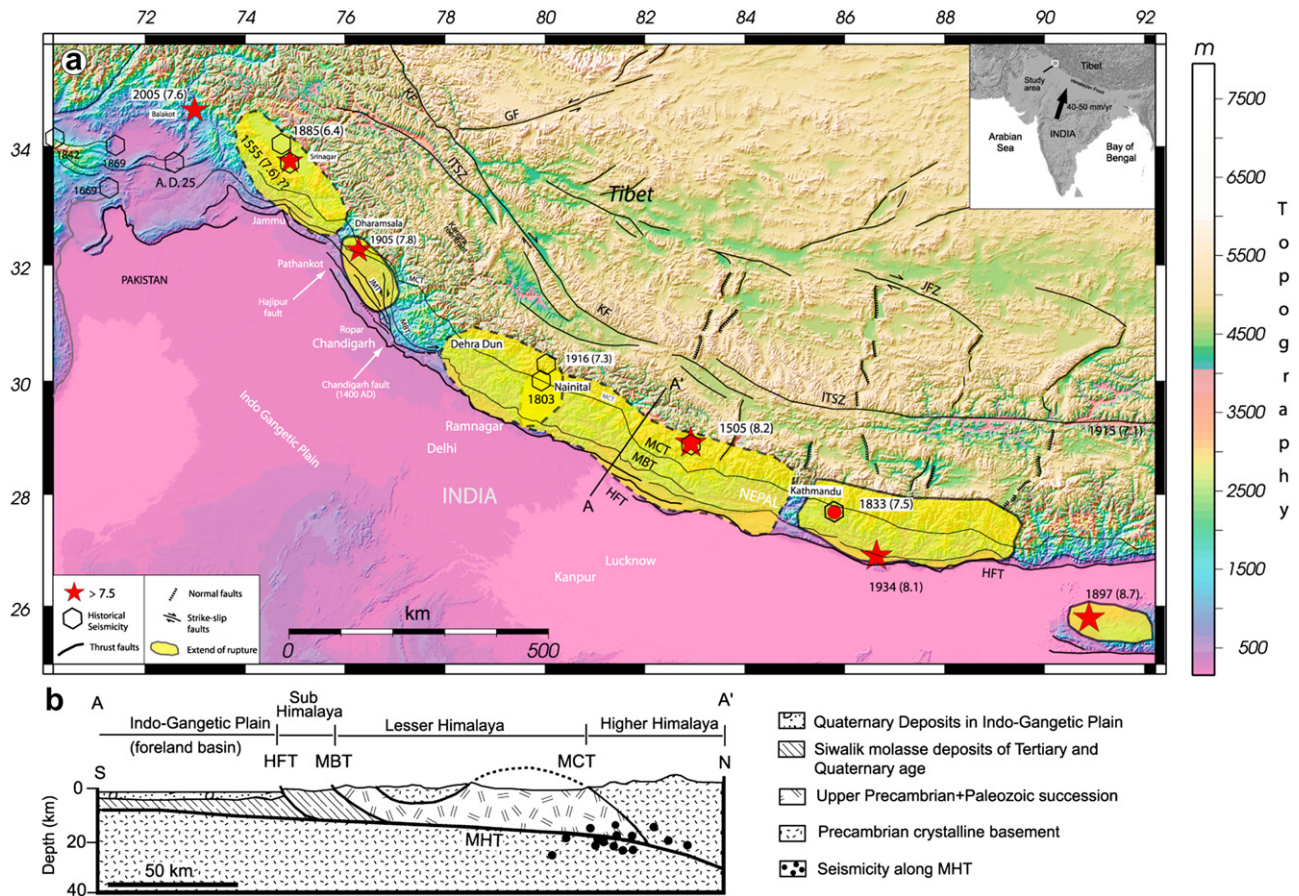 72 74 76 78 80 82 84 86 88 90 92
a
2005 (7.6)
Balakot
1885(6.4)
Srinagar
1555 (7.6)??
34
1842
1869
A.D.25
1669
Jammu
Dharamsala
1905 (7.8)
Pathankot
PAKISTAN
Hajipur
fault
JMT
MCT
MBT
Ropar
Chandigarh
Chandigarh fault
(1400 AD)
32
30
28
26
KF
GF
ITSZ
Tibet
KF
JFZ
ITSZ
1915 (7.1)
Dehra Dun
1916 (7.3)
Nainital
MCT
1803
A'
1505 (8.2)
Ramnagar
Delhi
Indo Gangetic Plain
INDIA
MCT
MBT
HFT
A
NEPAL
Kathmandu
1833 (7.5)
Lucknow
Kanpur
1934 (8.1)
HFT
1897 (8.7)
Tibet
Study
area
Himalayan Front
40-50 mm/yr
INDIA
Arabian
Sea
Bay of
Bengal
> 7.5
Historical
Seismicity
Thrust faults
Normal faults
Strike-slip
faults
Extend of rupture
km
0 500
m
7500
6500
5500
4500
3500
2500
1500
500
Topography
b
A
A'
Indo-Gangetic Plain
(foreland basin)
Sub
Himalaya
Lesser Himalaya
Higher Himalaya
S
HFT
MBT
MCT
N
Depth (km)
0
20
40
MHT
50 km
Quaternary Deposits in Indo-Gangetic Plain
Siwalik molasse deposits of Tertiary and
Quaternary age
Upper Precambrian+Paleozoic succession
Precambrian crystalline basement
Seismicity along MHT